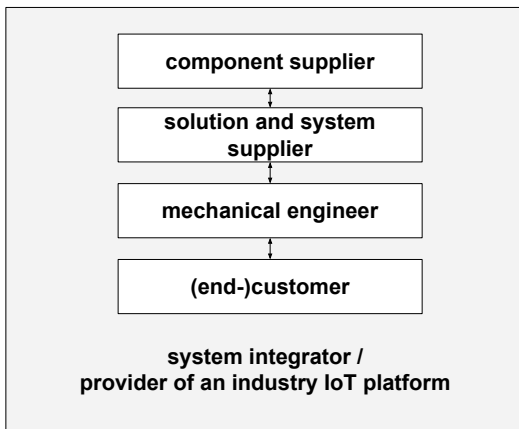 component supplier
solution and system
supplier
mechanical engineer
(end-)customer
system integrator /
provider of an industry IoT platform